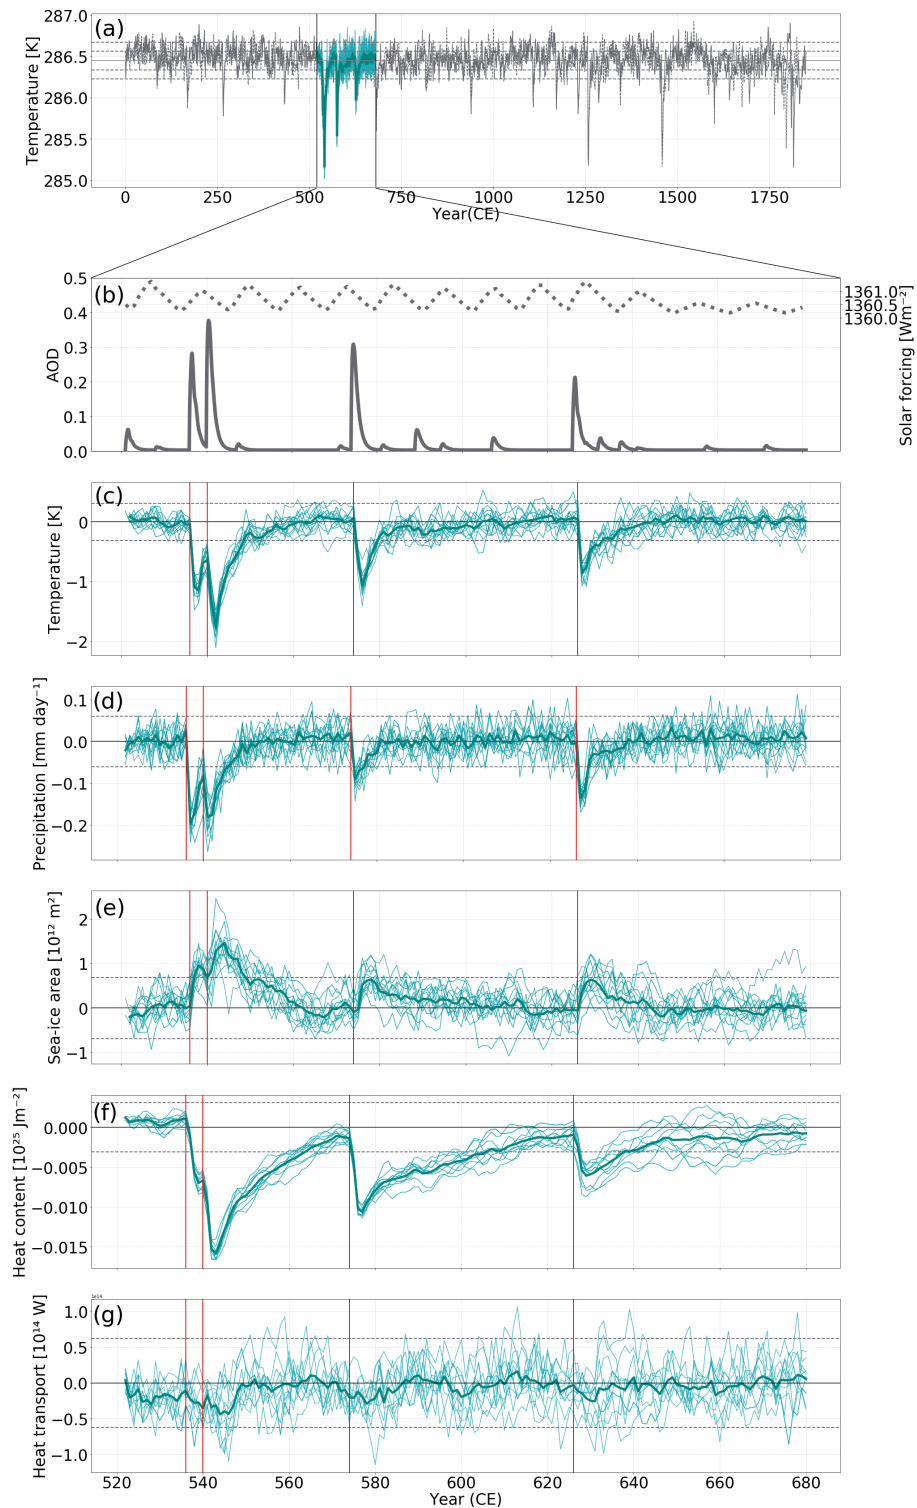 (a)
Temperature [K]
287.0
286.5
286.0
285.5
285.0
0 250 500 750 1000 1250 1500 1750
Year(CE)
(b)
AOD
0.5
0.4
0.3
0.2
0.1
0.0
1361.0
1360.5
1360.0
Solar forcing [Wm⁻²]
(c)
Temperature [K]
0
−1
−2
(d)
Precipitation [mm day⁻¹]
0.1
0.0
−0.1
−0.2
(e)
Sea-ice area [10¹² m²]
2
1
0
−1
(f)
Heat content [10²⁵ Jm⁻²]
0.000
−0.005
−0.010
−0.015
1e14
(g)
Heat transport [10¹⁴ W]
1.0
0.5
0.0
−0.5
−1.0
520 540 560 580 600 620 640 660 680
Year (CE)